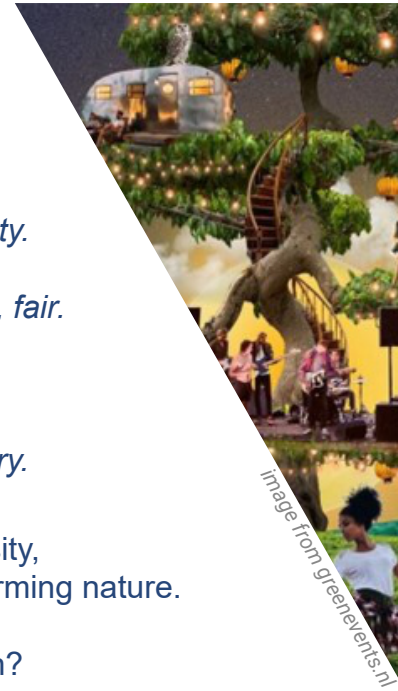 ty.
, fair.
ry.
ity,
rming nature.
n?
image from greenevents.nl